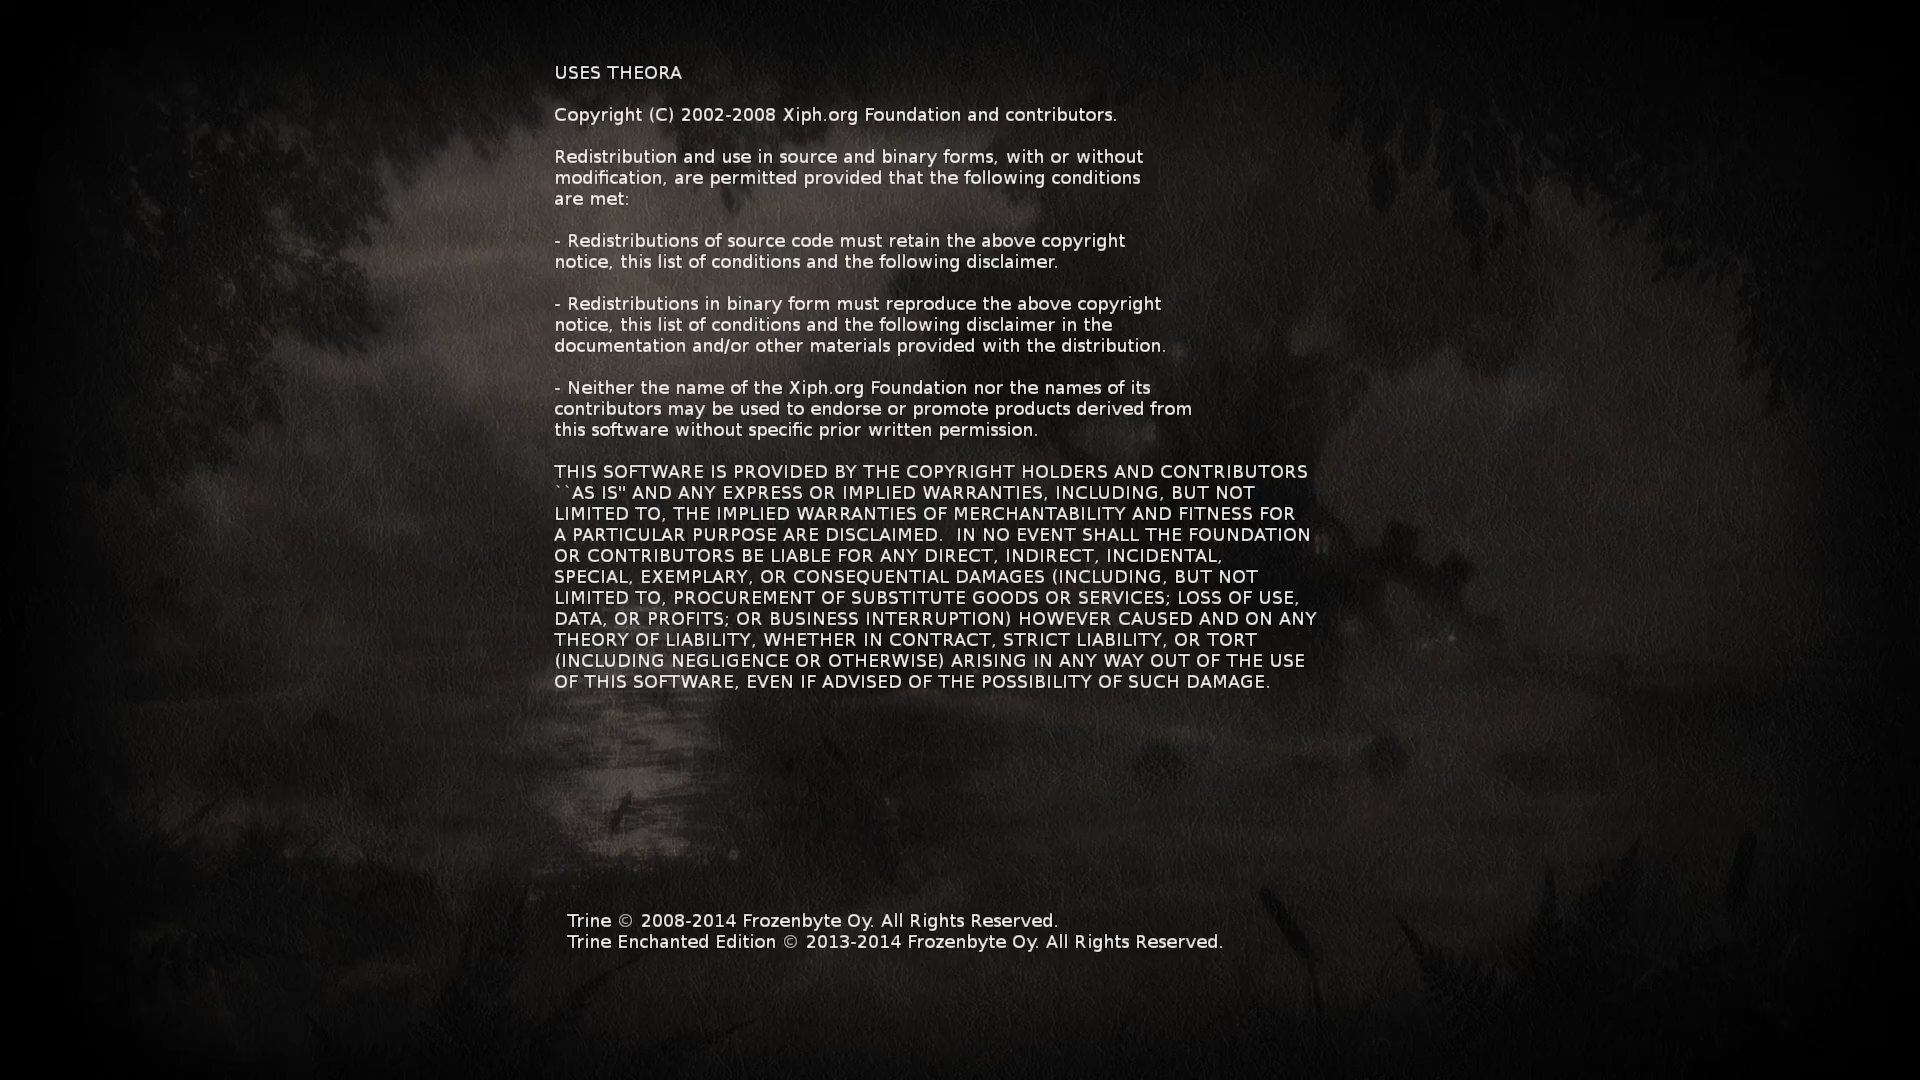 USES THEORA
Copyright (C) 2002-2008 Xiph.org Foundation and contributors.
Redistribution and use in source and binary forms, with or without
modification, are permitted provided that the following conditions
are met:
- Redistributions of source code must retain the above copyright
notice, this list of conditions and the following disclaimer.
- Redistributions in binary form must reproduce the above copyright
notice, this list of conditions and the following disclaimer in the
documentation and/or other materials provided with the distribution.
- Neither the name of the Xiph.org Foundation nor the names of its
contributors may be used to endorse or promote products derived from
this software without specific prior written permission.
THIS SOFTWARE IS PROVIDED BY THE COPYRIGHT HOLDERS AND CONTRIBUTORS
``AS IS'' AND ANY EXPRESS OR IMPLIED WARRANTIES, INCLUDING, BUT NOT
LIMITED TO, THE IMPLIED WARRANTIES OF MERCHANTABILITY AND FITNESS FOR
A PARTICULAR PURPOSE ARE DISCLAIMED.  IN NO EVENT SHALL THE FOUNDATION
OR CONTRIBUTORS BE LIABLE FOR ANY DIRECT, INDIRECT, INCIDENTAL,
SPECIAL, EXEMPLARY, OR CONSEQUENTIAL DAMAGES (INCLUDING, BUT NOT
LIMITED TO, PROCUREMENT OF SUBSTITUTE GOODS OR SERVICES; LOSS OF USE,
DATA, OR PROFITS; OR BUSINESS INTERRUPTION) HOWEVER CAUSED AND ON ANY
THEORY OF LIABILITY, WHETHER IN CONTRACT, STRICT LIABILITY, OR TORT
(INCLUDING NEGLIGENCE OR OTHERWISE) ARISING IN ANY WAY OUT OF THE USE
OF THIS SOFTWARE, EVEN IF ADVISED OF THE POSSIBILITY OF SUCH DAMAGE.
Trine © 2008-2014 Frozenbyte Oy. All Rights Reserved.
Trine Enchanted Edition © 2013-2014 Frozenbyte Oy. All Rights Reserved.